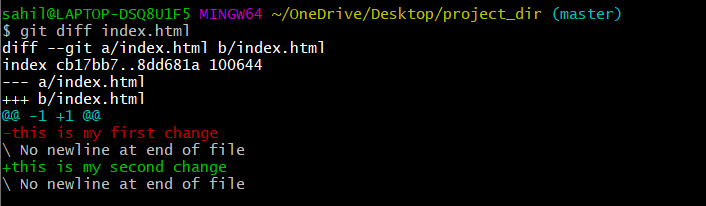 sahil@LAPTOP-DSQ8U1F5 MINGW64 ~/OneDrive/Desktop/project_dir (master)
$ git diff index.html
diff --git a/index.html b/index.html
index cb17bb7..8dd681a 100644
--- a/index.html
+++ b/index.html
@@ -1 +1 @@
-this is my first change
\ No newline at end of file
+this is my second change
\ No newline at end of file